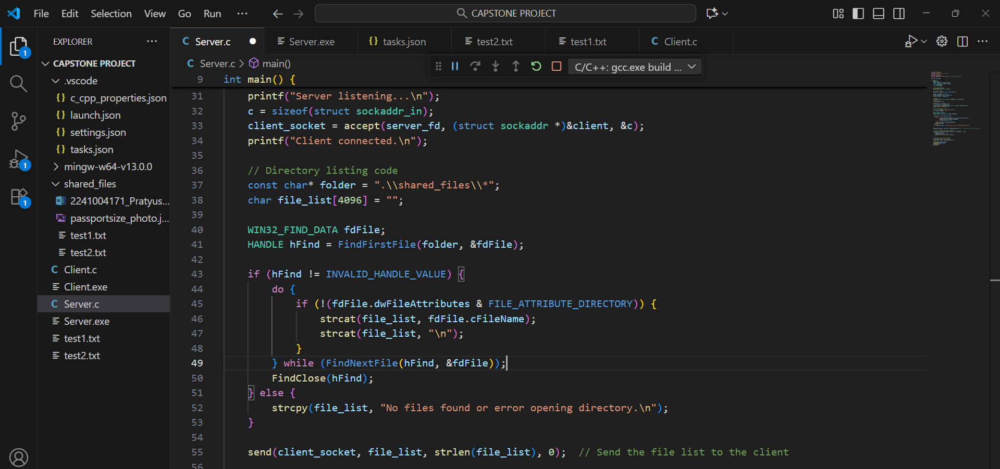 File Edit Selection View Go Run ··· CAPSTONE PROJECT
EXPLORER ···
CAPSTONE PROJECT
.vscode
{} c_cpp_properties.json
{} launch.json
{} settings.json
{} tasks.json
mingw-w64-v13.0.0
shared_files
2241004171_Pratyus...
passportsize_photo.j...
test1.txt
test2.txt
C Client.c
Client.exe
C Server.c
Server.exe
test1.txt
test2.txt
1
1
1
C Server.c Server.exe {} tasks.json test2.txt test1.txt C Client.c
C Server.c > main()
C/C++: gcc.exe build ...
9 int main() {
31 printf("Server listening...\n");
32 c = sizeof(struct sockaddr_in);
33 client_socket = accept(server_fd, (struct sockaddr *)&client, &c);
34 printf("Client connected.\n");
35
36 // Directory listing code
37 const char* folder = ".\\shared_files\\*";
38 char file_list[4096] = "";
39
40 WIN32_FIND_DATA fdFile;
41 HANDLE hFind = FindFirstFile(folder, &fdFile);
42
43 if (hFind != INVALID_HANDLE_VALUE) {
44 do {
45 if (!(fdFile.dwFileAttributes & FILE_ATTRIBUTE_DIRECTORY)) {
46 strcat(file_list, fdFile.cFileName);
47 strcat(file_list, "\n");
48 }
49 } while (FindNextFile(hFind, &fdFile));
50 FindClose(hFind);
51 } else {
52 strcpy(file_list, "No files found or error opening directory.\n");
53 }
54
55 send(client_socket, file_list, strlen(file_list), 0); // Send the file list to the client
56